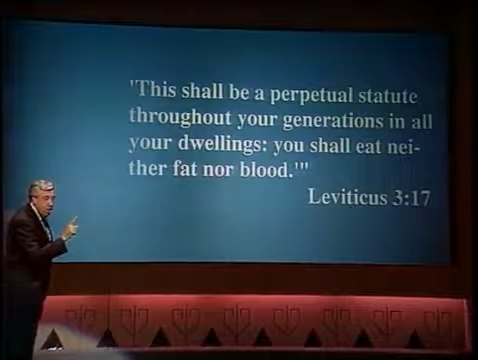 'This shall be a perpetual statute
throughout your generations in all
your dwellings: you shall eat nei-
ther fat nor blood.'"
Leviticus 3:17